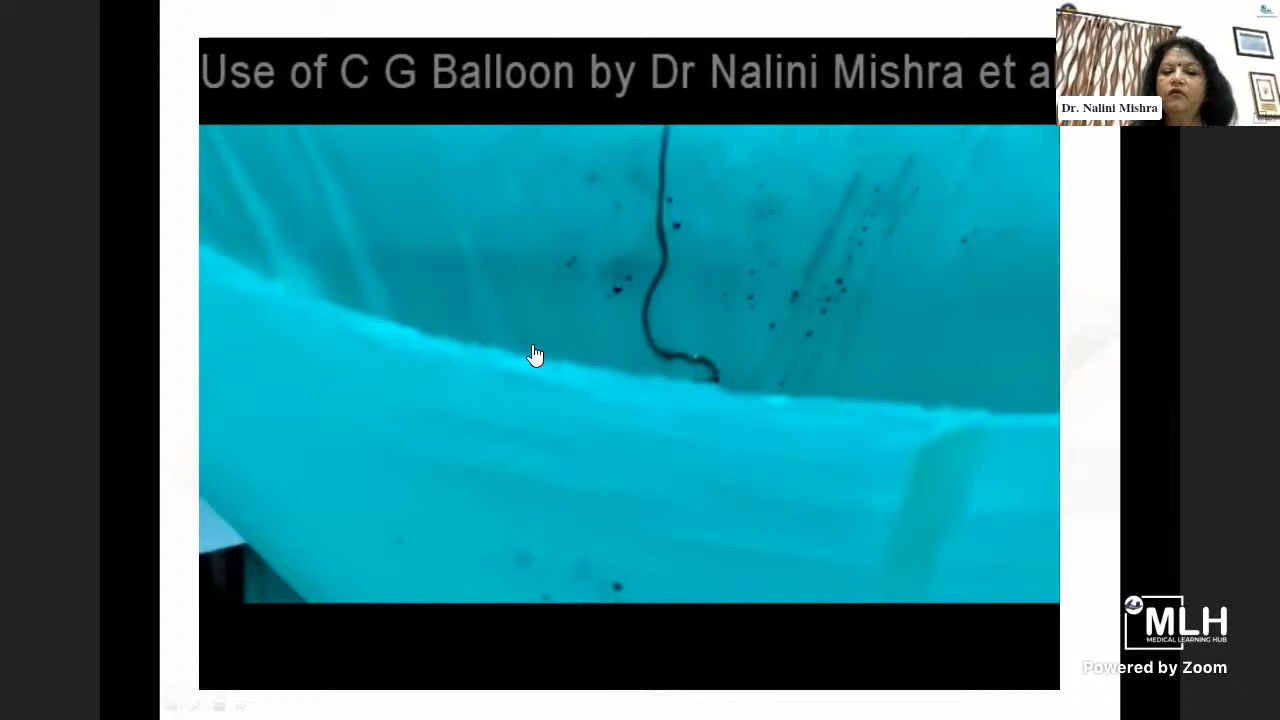 Use of C G Balloon by Dr Nalini Mishra et a
Dr. Nalini Mishra
MLH
MEDICAL LEARNING HUB
Powered by Zoom